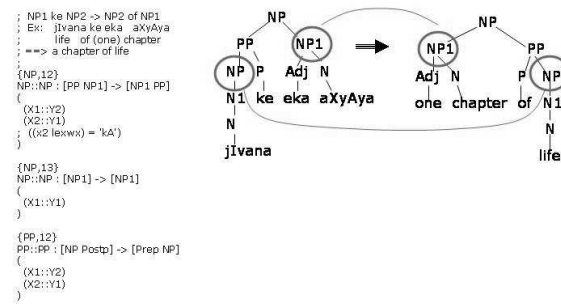 ; NP1 ke NP2 -> NP2 of NP1
; Ex: jIvana ke eka aXyAya
; life of (one) chapter
; ==> a chapter of life
;
{NP,12}
NP::NP : [PP NP1] -> [NP1 PP]
(
(X1::Y2)
(X2::Y1)
; ((x2 lexwx) = 'kA')
)
{NP,13}
NP::NP : [NP1] -> [NP1]
(
(X1::Y1)
)
{PP,12}
PP::PP : [NP Postp] -> [Prep NP]
(
(X1::Y2)
(X2::Y1)
)
NP
PP NP1
NP P Adj N
N1 ke eka aXyAya
N
jIvana
NP
NP1 PP
Adj N P NP
one chapter of N1
N
life